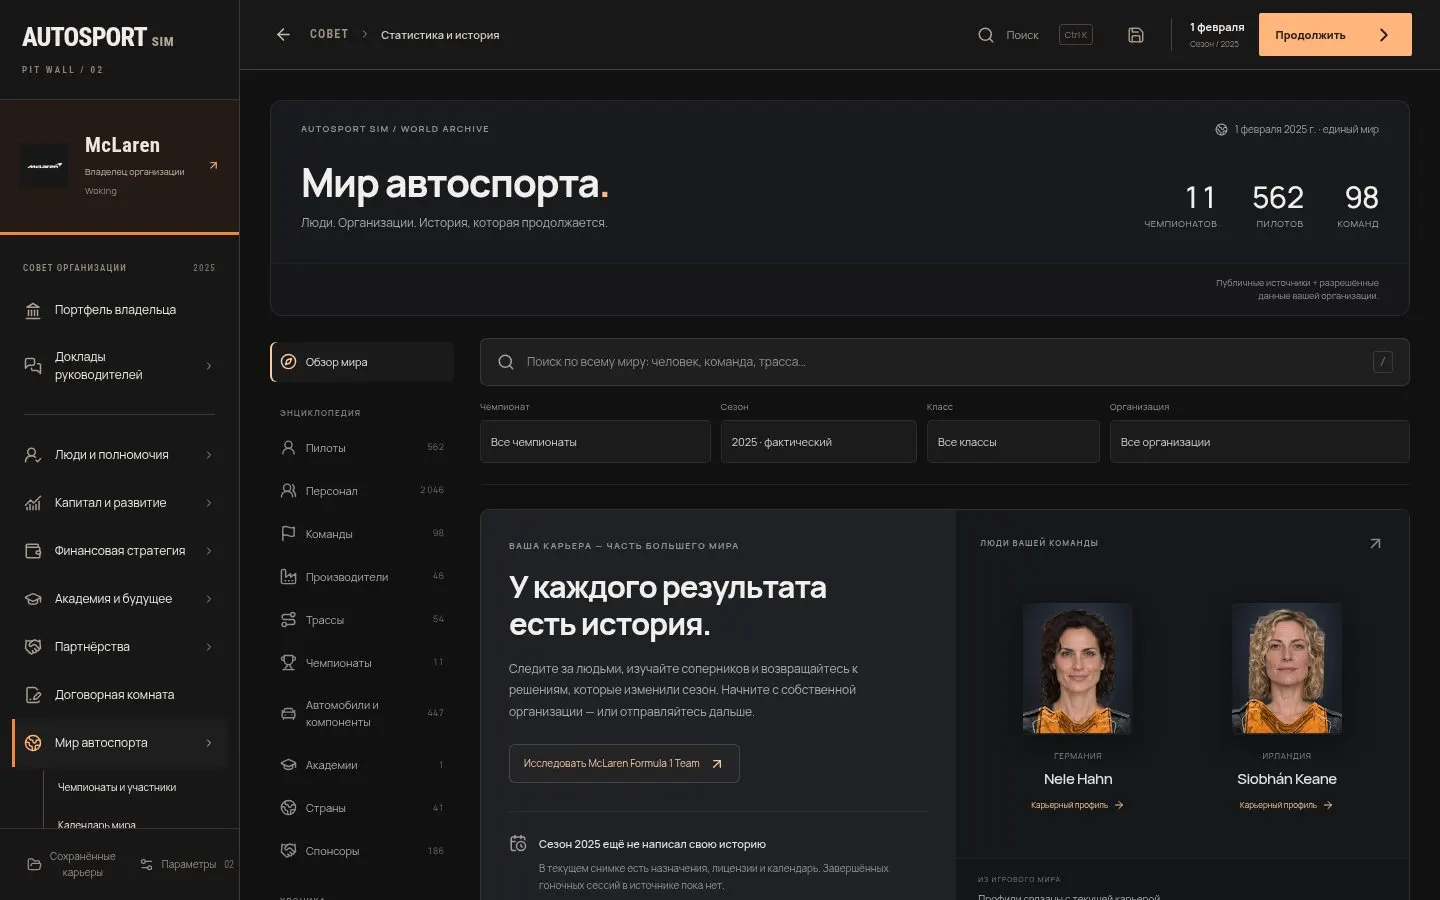 AUTOSPORT SIM
PIT WALL / 02
McLaren
McLaren
Владелец организации
Woking
СОВЕТ ОРГАНИЗАЦИИ 2025
Портфель владельца
Доклады
руководителей
Люди и полномочия
Капитал и развитие
Финансовая стратегия
Академия и будущее
Партнёрства
Договорная комната
Мир автоспорта
Чемпионаты и участники
Календарь мира
Сохранённые
карьеры
Параметры 02
СОВЕТ
Статистика и история
Поиск
Ctrl K
1 февраля
Сезон / 2025
Продолжить
AUTOSPORT SIM / WORLD ARCHIVE
1 февраля 2025 г. · единый мир
Мир автоспорта.
Люди. Организации. История, которая продолжается.
11 562 98
ЧЕМПИОНАТОВ ПИЛОТОВ КОМАНД
Публичные источники + разрешённые
данные вашей организации.
Обзор мира
ЭНЦИКЛОПЕДИЯ
Пилоты 562
Персонал 2 046
Команды 98
Производители 46
Трассы 54
Чемпионаты 11
Автомобили и
компоненты 447
Академии 1
Страны 41
Спонсоры 186
ХРОНИКА
Поиск по всему миру: человек, команда, трасса...
/
Чемпионат Сезон Класс Организация
Все чемпионаты 2025 · фактический Все классы Все организации
ВАША КАРЬЕРА — ЧАСТЬ БОЛЬШЕГО МИРА
У каждого результата
есть история.
Следите за людьми, изучайте соперников и возвращайтесь к
решениям, которые изменили сезон. Начните с собственной
организации — или отправляйтесь дальше.
Исследовать McLaren Formula 1 Team
Сезон 2025 ещё не написал свою историю
В текущем снимке есть назначения, лицензии и календарь. Завершённых
гоночных сессий в источнике пока нет.
ЛЮДИ ВАШЕЙ КОМАНДЫ
ГЕРМАНИЯ
Nele Hahn
Карьерный профиль
ИРЛАНДИЯ
Siobhán Keane
Карьерный профиль
ИЗ ИГРОВОГО МИРА
Профили связаны с текущей карьерой